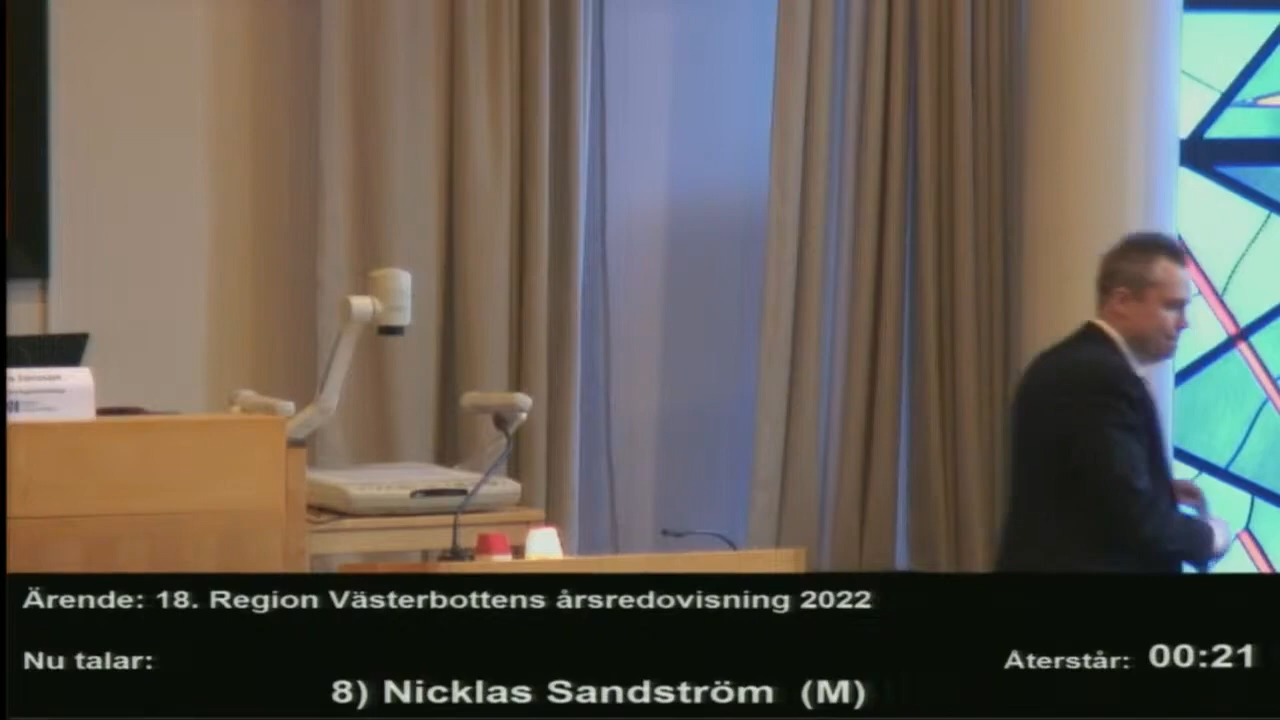 Ärende: 18. Region Västerbottens årsredovisning 2022
Nu talar:
Återstår: 00:21
8) Nicklas Sandström (M)